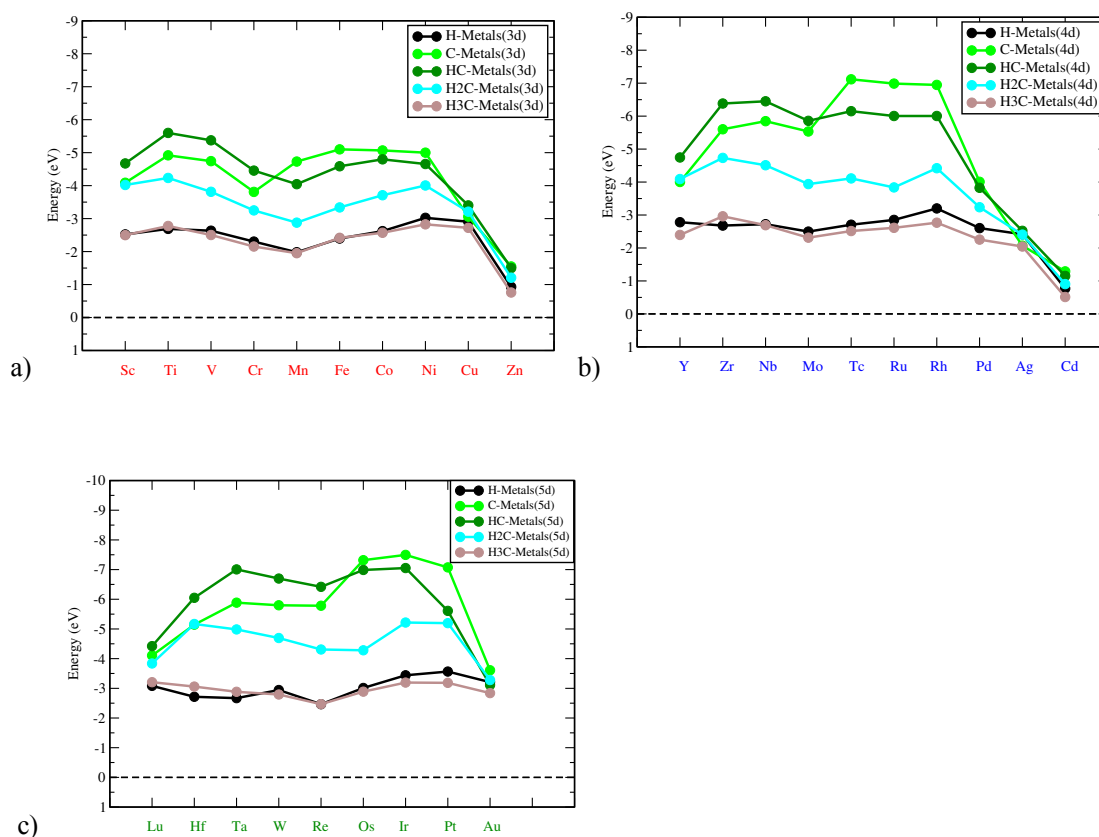 -9
-8
-7
-6
-5
-4
-3
-2
-1
0
1
Energy (eV)
H-Metals(3d)
C-Metals(3d)
HC-Metals(3d)
H2C-Metals(3d)
H3C-Metals(3d)
Sc Ti V Cr Mn Fe Co Ni Cu Zn
a)
-9
-8
-7
-6
-5
-4
-3
-2
-1
0
1
Energy (eV)
H-Metals(4d)
C-Metals(4d)
HC-Metals(4d)
H2C-Metals(4d)
H3C-Metals(4d)
Y Zr Nb Mo Tc Ru Rh Pd Ag Cd
b)
-10
-9
-8
-7
-6
-5
-4
-3
-2
-1
0
1
Energy (eV)
H-Metals(5d)
C-Metals(5d)
HC-Metals(5d)
H2C-Metals(5d)
H3C-Metals(5d)
Lu Hf Ta W Re Os Ir Pt Au
c)